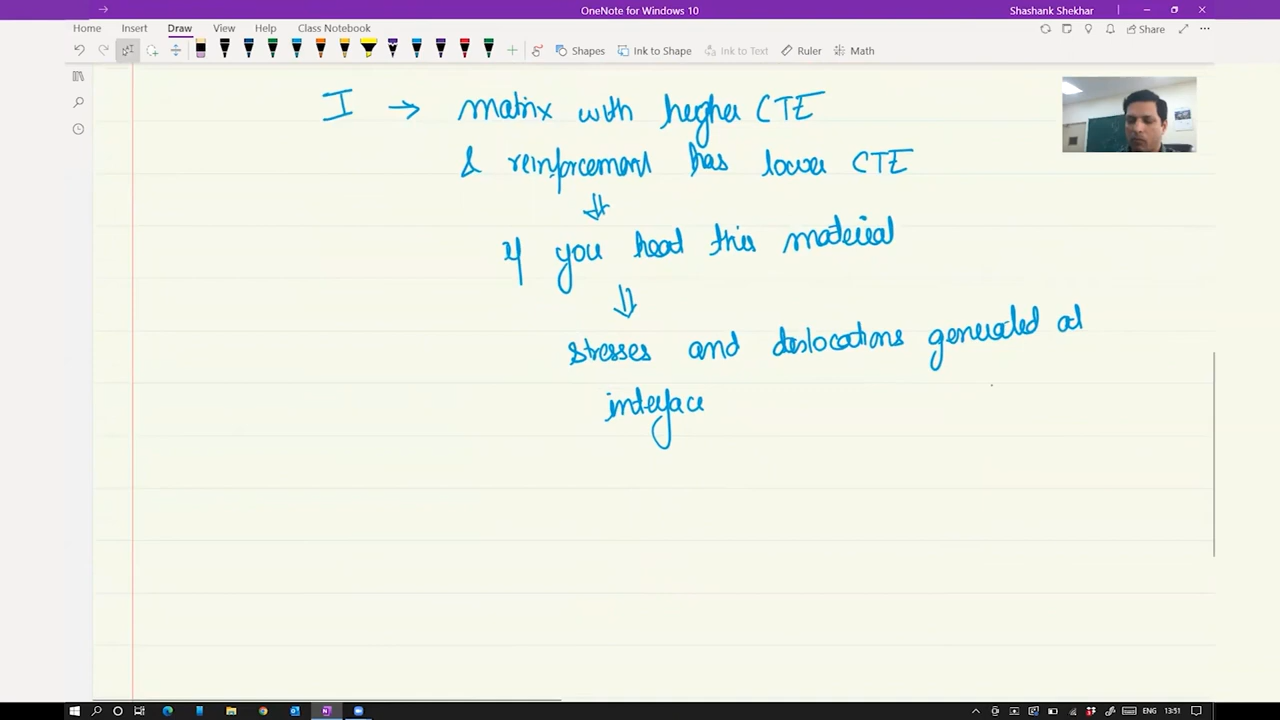 OneNote for Windows 10
Shashank Shekhar
Home Insert Draw View Help Class Notebook
Share
Shapes Ink to Shape Ink to Text Ruler Math
I → matrix with higher CTE
& reinforcement has lower CTE
⇓
If you heat this material
⇓
stresses and dislocations generated at
interface
ENG 13:51